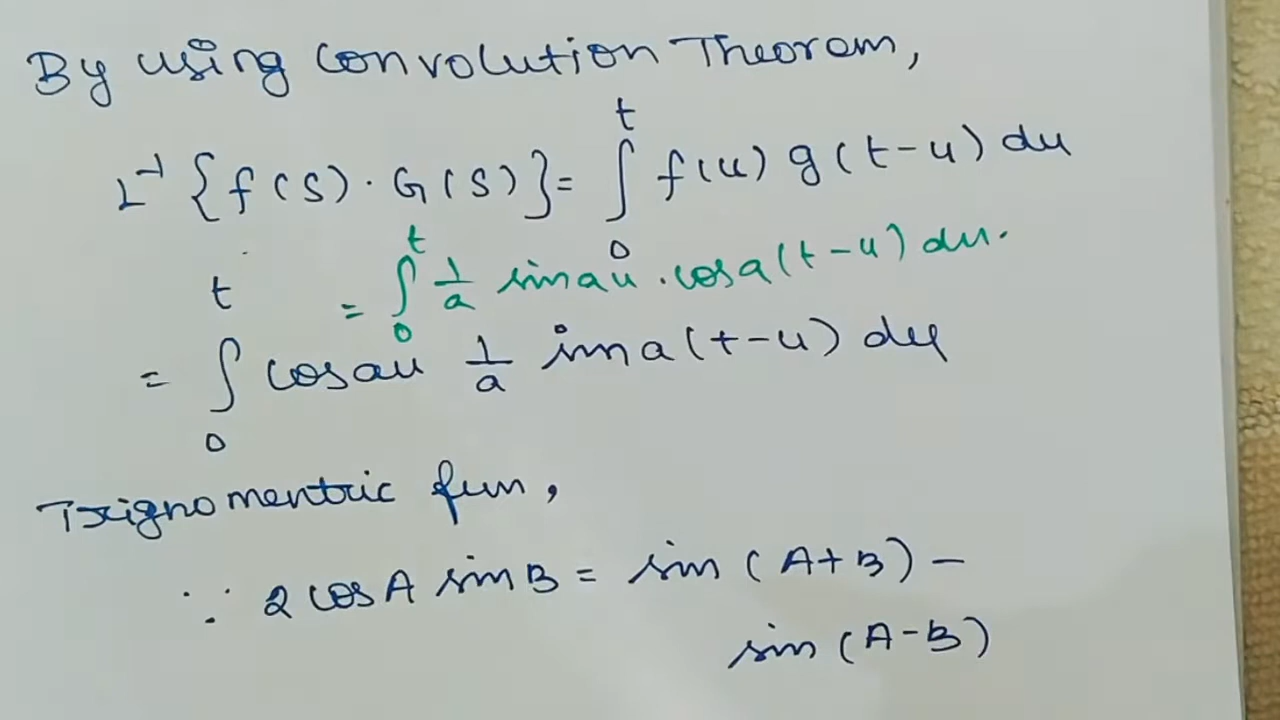 By using Convolution Theorem,
L⁻¹ {f(s) · G(s)} = ∫₀ᵗ f(u) g(t-u) du
= ∫₀ᵗ 1/a sin au · cos a(t-u) du.
= ∫₀ᵗ cos au 1/a sin a(t-u) du
Trignomentric fun,
∵ 2 cos A sin B = sin (A+B) -
sin (A-B)